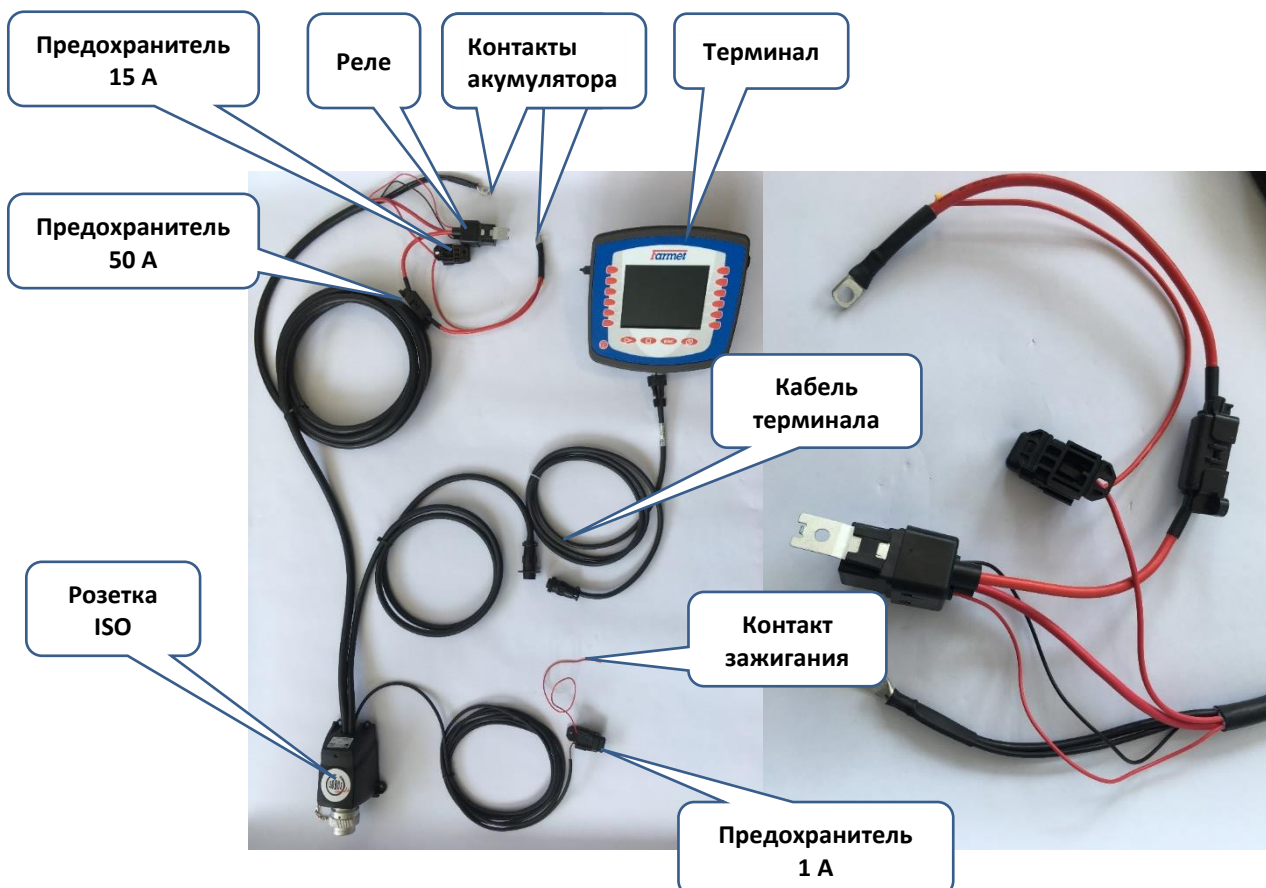 Предохранитель
15 А
Реле
Контакты
акумулятора
Терминал
Предохранитель
50 А
Farmet
Кабель
терминала
Розетка
ISO
Контакт
зажигания
Предохранитель
1 А